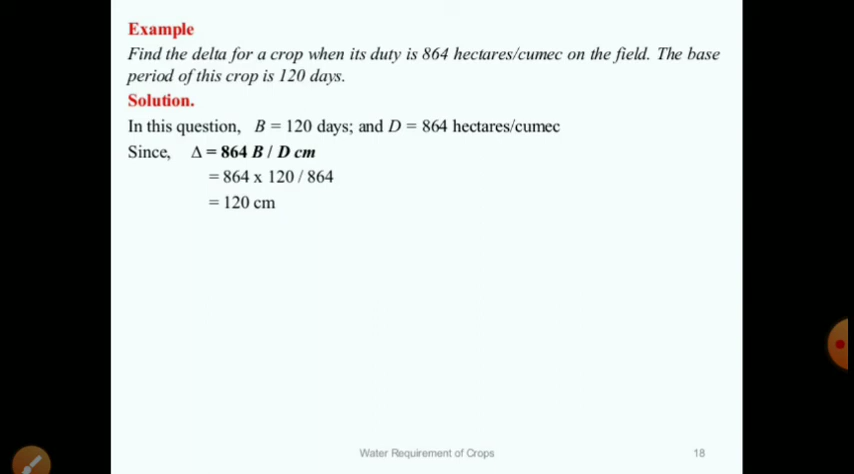 Example
Find the delta for a crop when its duty is 864 hectares/cumec on the field. The base
period of this crop is 120 days.
Solution.
In this question, B = 120 days; and D = 864 hectares/cumec
Since, Δ = 864 B / D cm
= 864 x 120 / 864
= 120 cm
Water Requirement of Crops 18